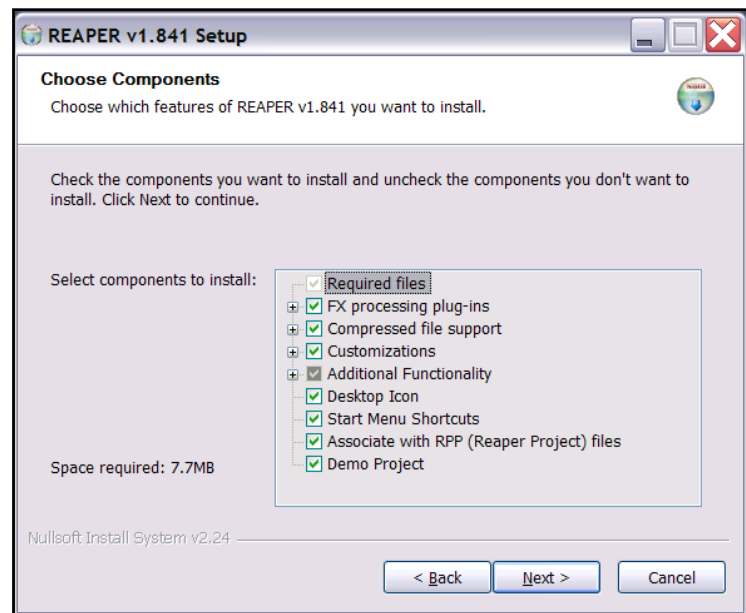 REAPER v1.841 Setup
Choose Components
Choose which features of REAPER v1.841 you want to install.
Check the components you want to install and uncheck the components you don't want to
install. Click Next to continue.
Select components to install:
Required files
FX processing plug-ins
Compressed file support
Customizations
Additional Functionality
Desktop Icon
Start Menu Shortcuts
Associate with RPP (Reaper Project) files
Demo Project
Space required: 7.7MB
Nullsoft Install System v2.24
< Back
Next >
Cancel